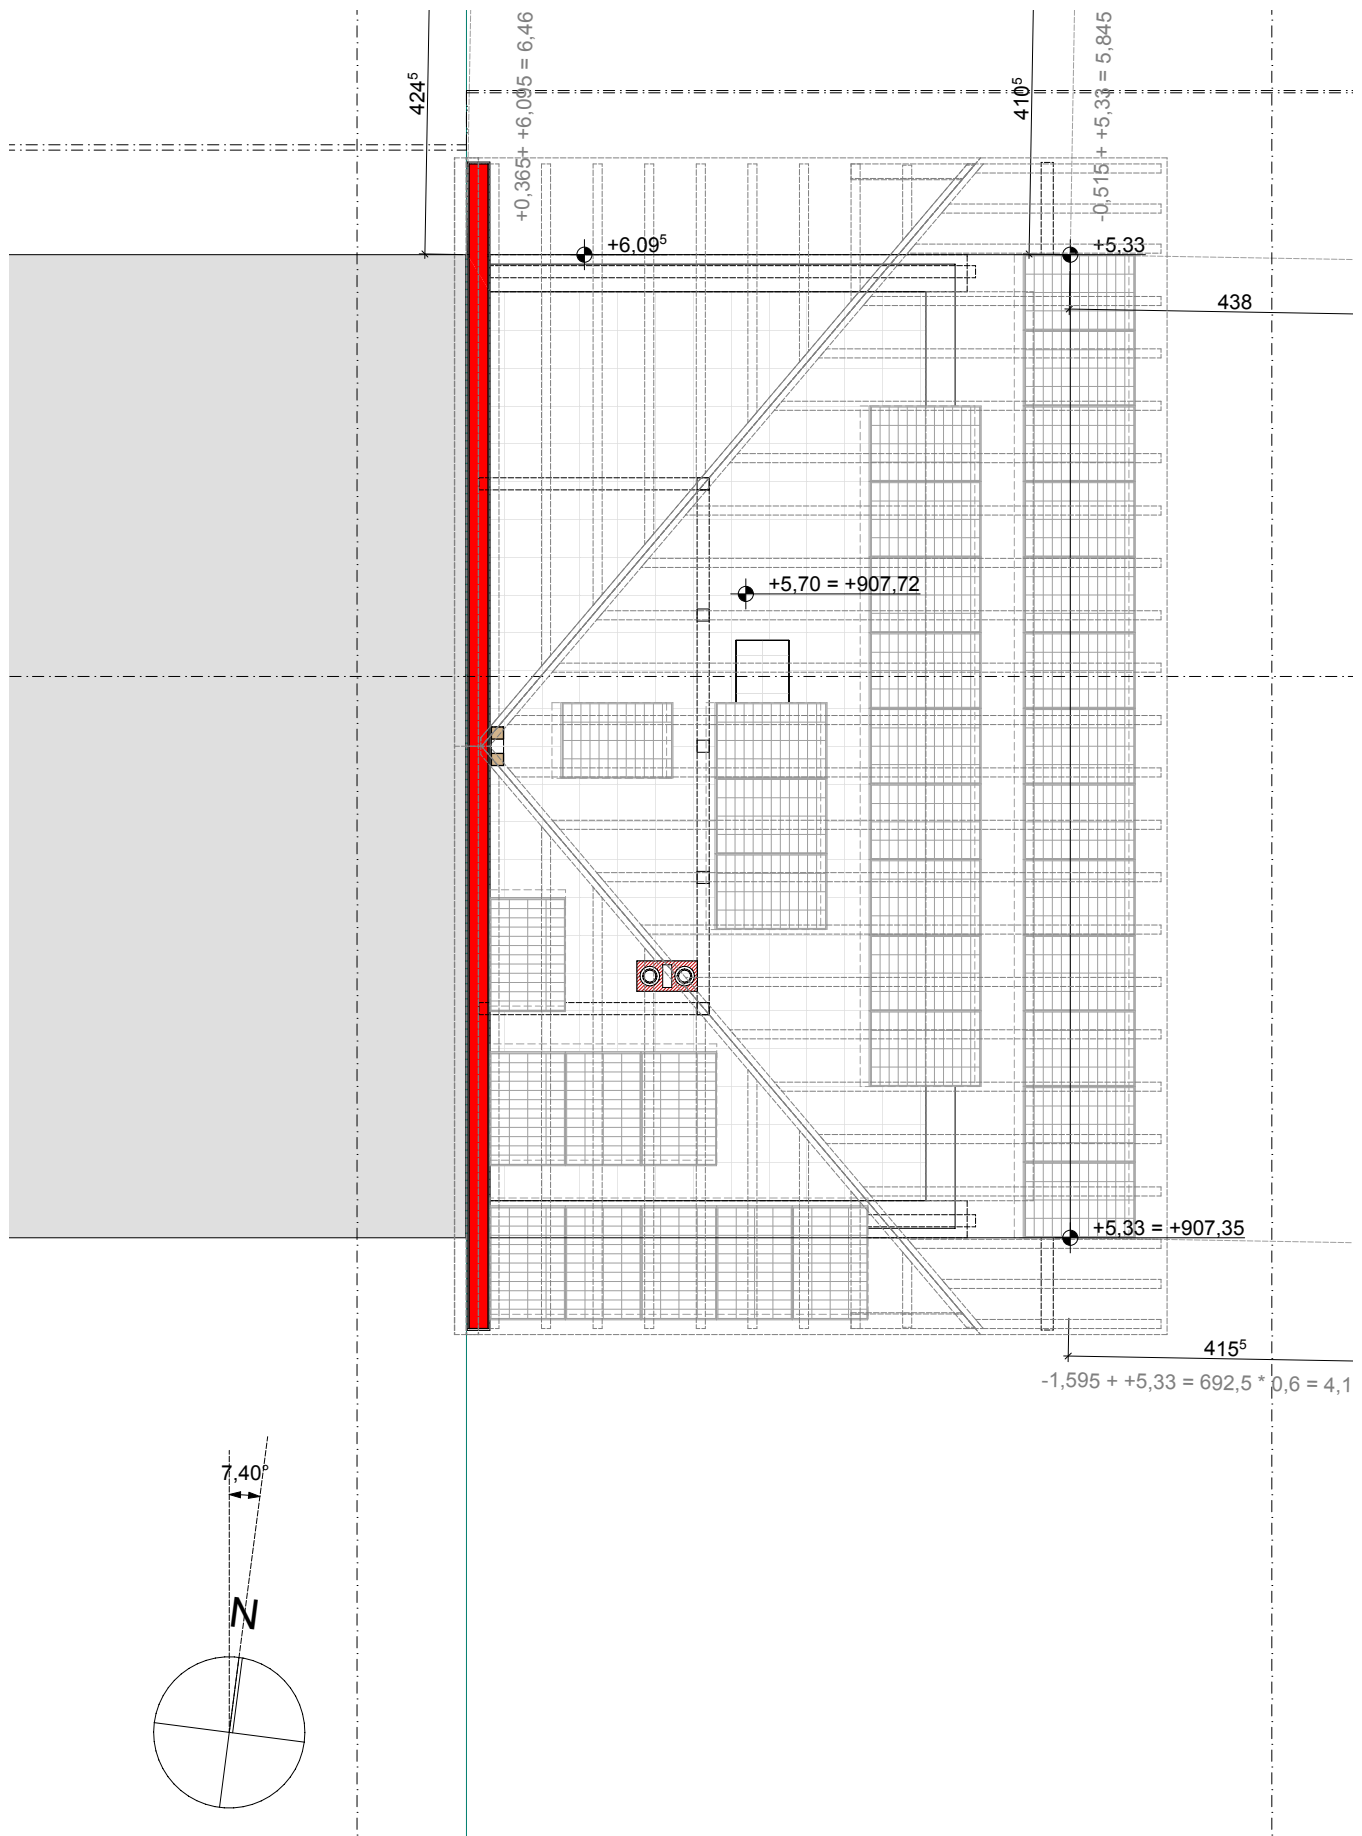 424⁵
+0,365+ +6,095 = 6,46
410⁵
-0,515 + +5,33 = 5,845
+6,09⁵
+5,33
438
+5,70 = +907,72
+5,33 = +907,35
415⁵
-1,595 + +5,33 = 692,5 * 0,6 = 4,1
7,40°
N